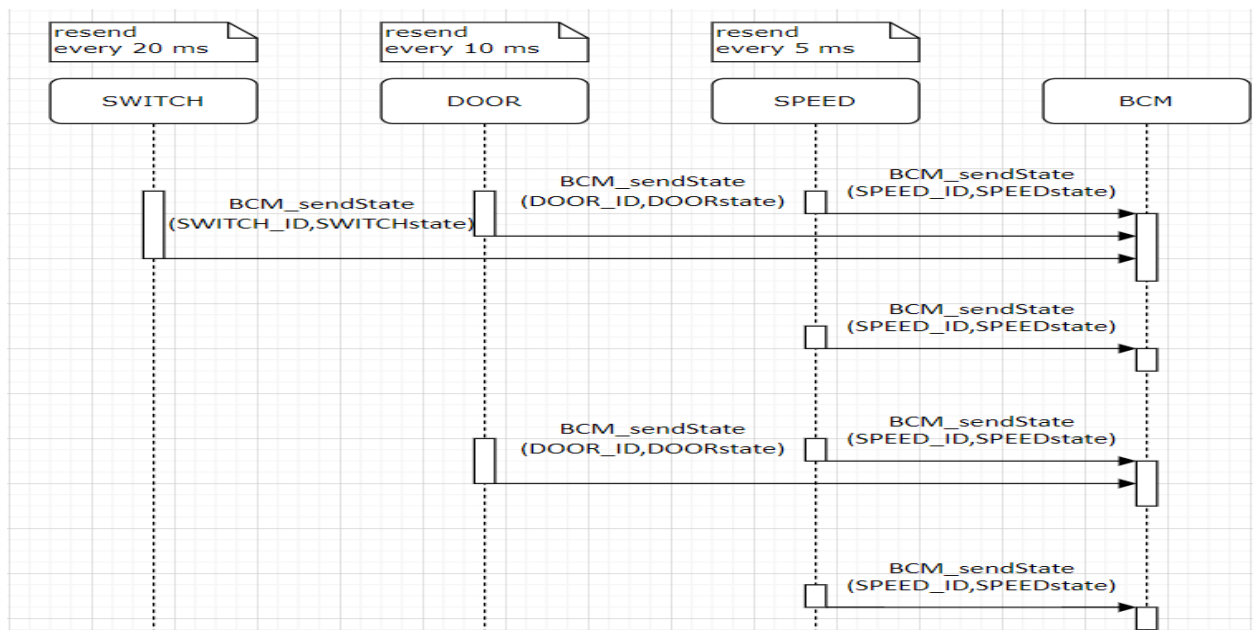 resend
every 20 ms
resend
every 10 ms
resend
every 5 ms
SWITCH
DOOR
SPEED
BCM
BCM_sendState
(SWITCH_ID,SWITCHstate)
BCM_sendState
(DOOR_ID,DOORstate)
BCM_sendState
(SPEED_ID,SPEEDstate)
BCM_sendState
(SPEED_ID,SPEEDstate)
BCM_sendState
(DOOR_ID,DOORstate)
BCM_sendState
(SPEED_ID,SPEEDstate)
BCM_sendState
(SPEED_ID,SPEEDstate)